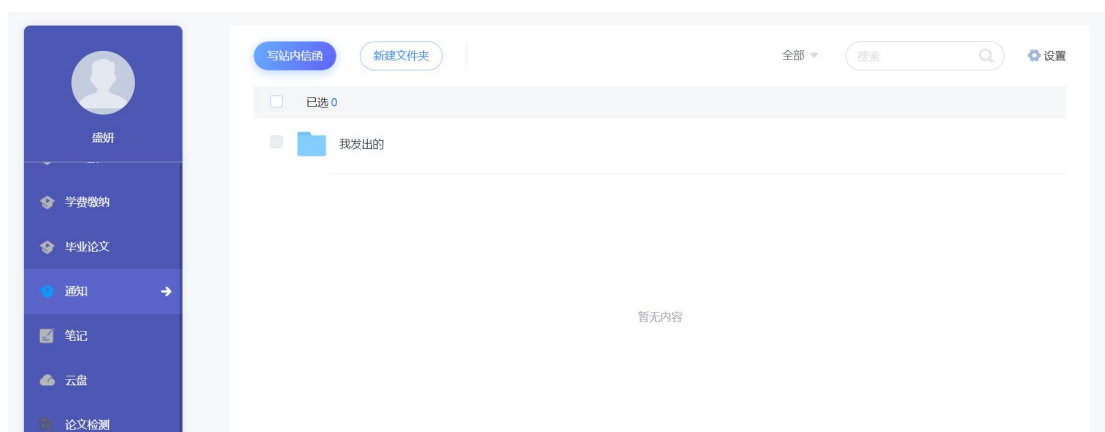 写站内信函
新建文件夹
全部
搜索
设置
已选 0
我发出的
暂无内容
盛妍
学费缴纳
毕业论文
通知
笔记
云盘
论文检测